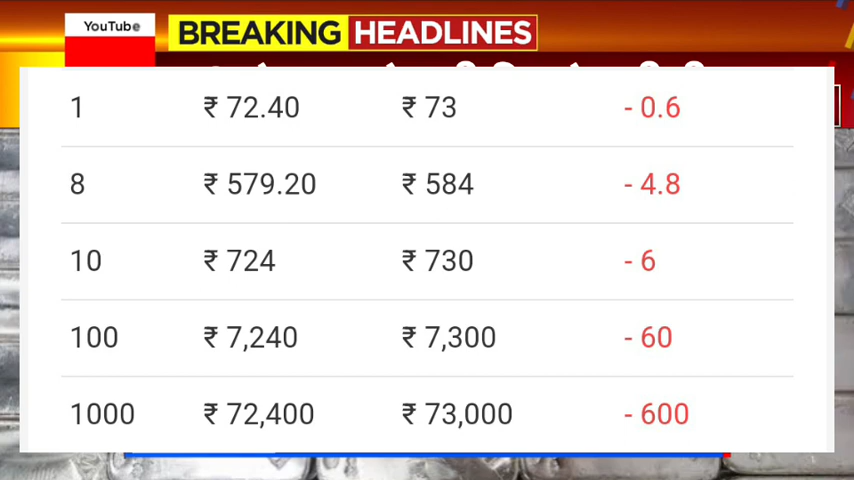 YouTube
BREAKING HEADLINES
1 ₹ 72.40 ₹ 73 - 0.6
8 ₹ 579.20 ₹ 584 - 4.8
10 ₹ 724 ₹ 730 - 6
100 ₹ 7,240 ₹ 7,300 - 60
1000 ₹ 72,400 ₹ 73,000 - 600